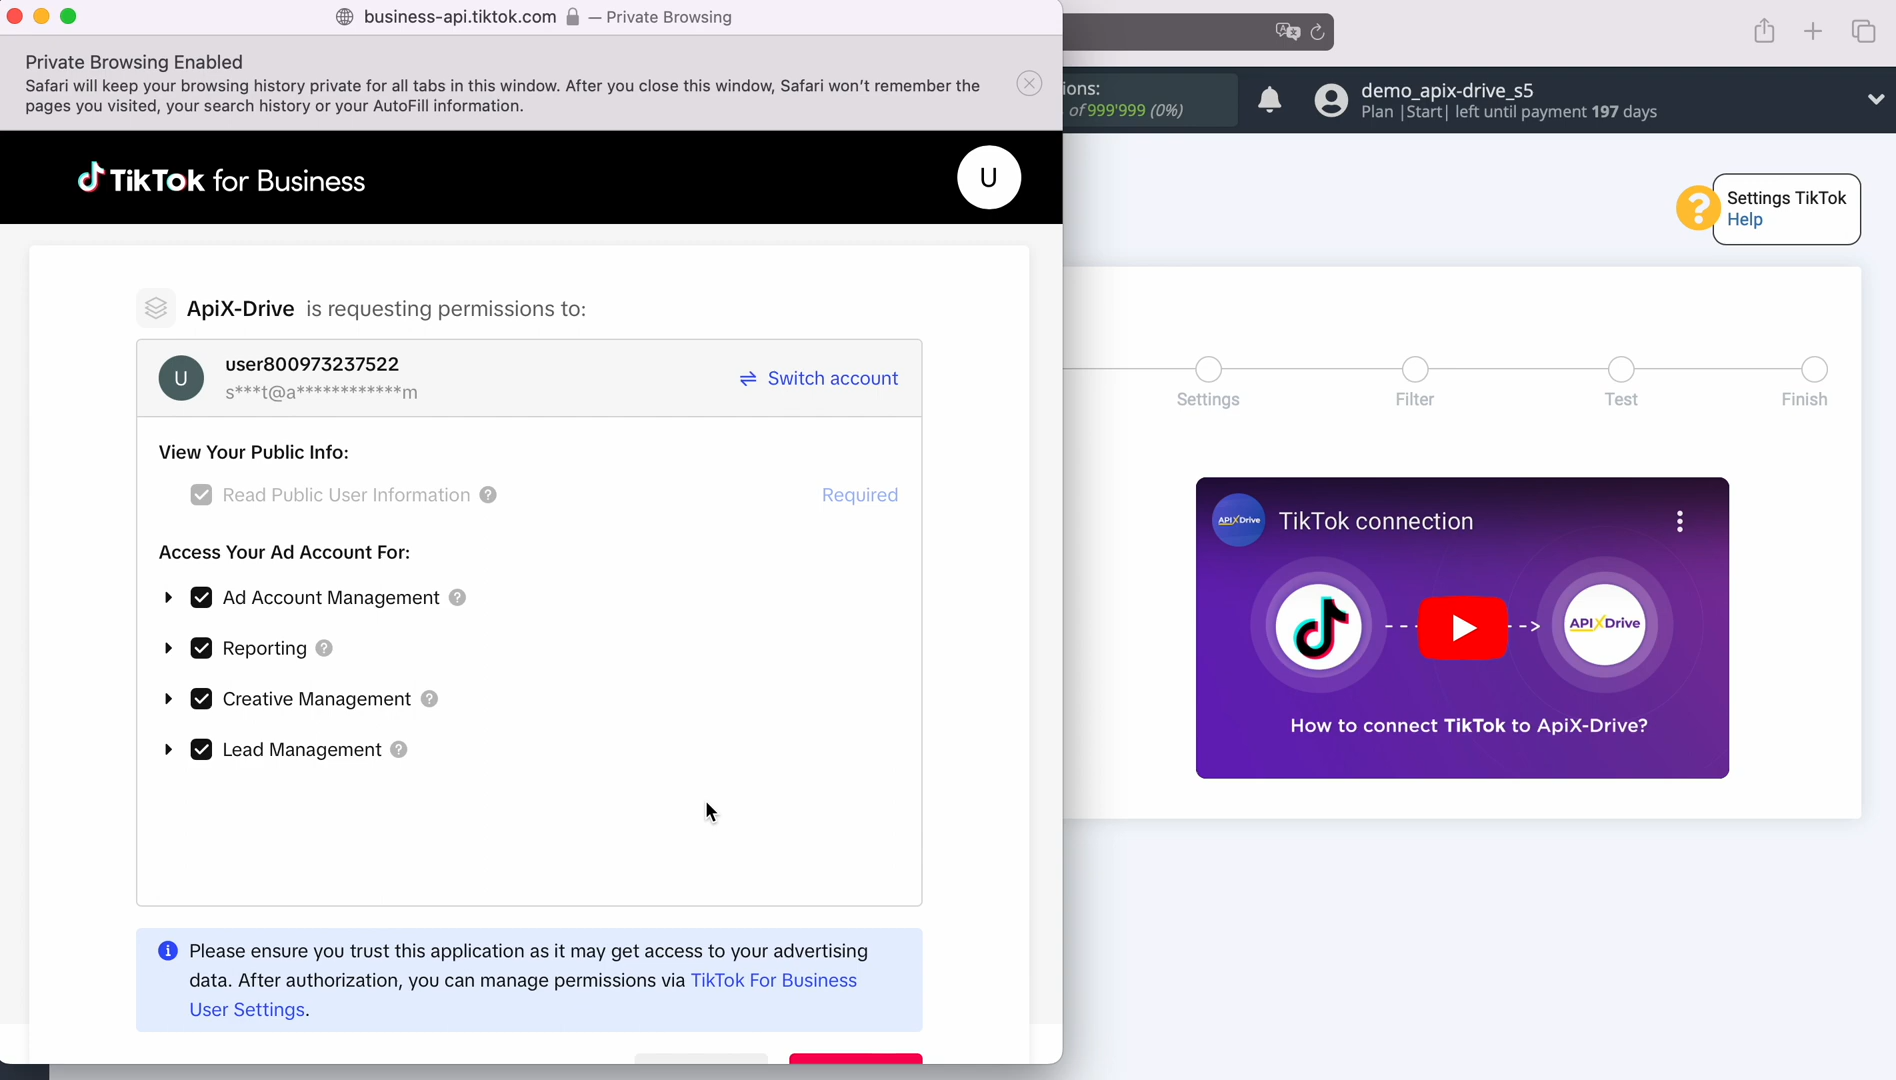 business-api.tiktok.com — Private Browsing
Private Browsing Enabled
Safari will keep your browsing history private for all tabs in this window. After you close this window, Safari won't remember the
pages you visited, your search history or your AutoFill information.
TikTok for Business
U
ApiX-Drive is requesting permissions to:
U
user800973237522
s***t@a************m
Switch account
View Your Public Info:
Read Public User Information ?
Required
Access Your Ad Account For:
Ad Account Management ?
Reporting ?
Creative Management ?
Lead Management ?
Please ensure you trust this application as it may get access to your advertising
data. After authorization, you can manage permissions via TikTok For Business
User Settings.
ions:
of 999'999 (0%)
demo_apix-drive_s5
Plan |Start| left until payment 197 days
?
Settings TikTok
Help
Settings
Filter
Test
Finish
APIXDrive
TikTok connection
APIXDrive
How to connect TikTok to ApiX-Drive?